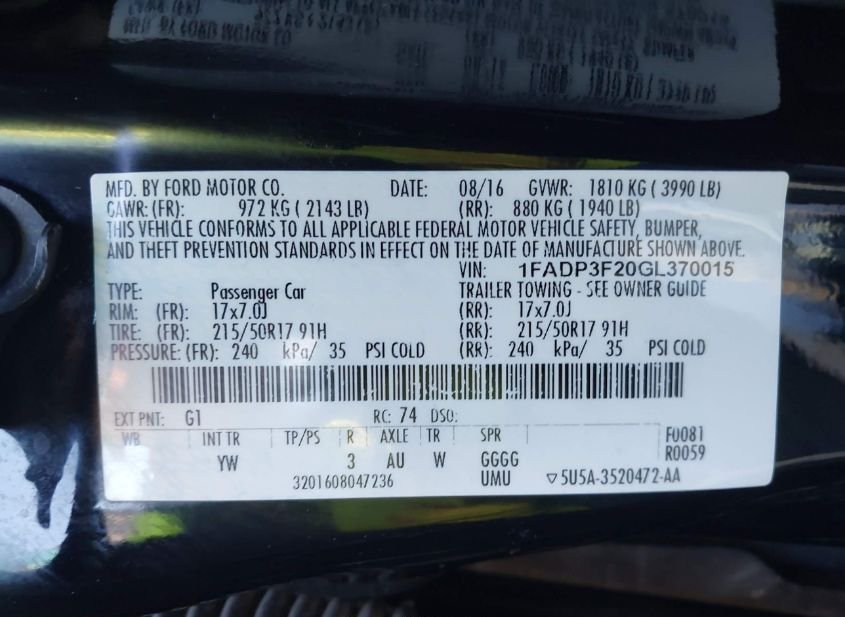 MFD. BY FORD MOTOR CO. DATE: 08/16 GVWR: 1810 KG ( 3990 LB)
GAWR: (FR): 972 KG ( 2143 LB) (RR): 880 KG ( 1940 LB)
THIS VEHICLE CONFORMS TO ALL APPLICABLE FEDERAL MOTOR VEHICLE SAFETY, BUMPER,
AND THEFT PREVENTION STANDARDS IN EFFECT ON THE DATE OF MANUFACTURE SHOWN ABOVE.
VIN: 1FADP3F20GL370015
TYPE: Passenger Car TRAILER TOWING - SEE OWNER GUIDE
RIM: (FR): 17x7.0J (RR): 17x7.0J
TIRE: (FR): 215/50R17 91H (RR): 215/50R17 91H
PRESSURE: (FR): 240 kPa/ 35 PSI COLD (RR): 240 kPa/ 35 PSI COLD
EXT PNT: G1 RC: 74 DSO:
WB INT TR TP/PS R AXLE TR SPR F0081
YW 3 AU W GGGG R0059
3201608047236 UMU ▽5U5A-3520472-AA